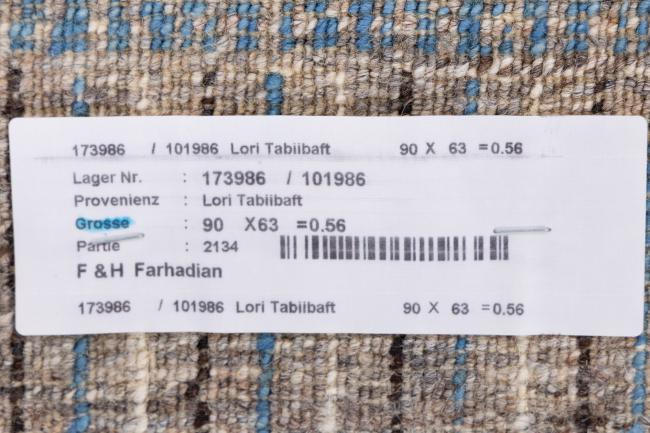 173986 / 101986 Lori Tabiibaft 90 X 63 =0.56
Lager Nr. : 173986 / 101986
Provenienz : Lori Tabiibaft
Grosse : 90 X63 =0.56
Partie : 2134
F & H Farhadian
173986 / 101986 Lori Tabiibaft 90 X 63 =0.56